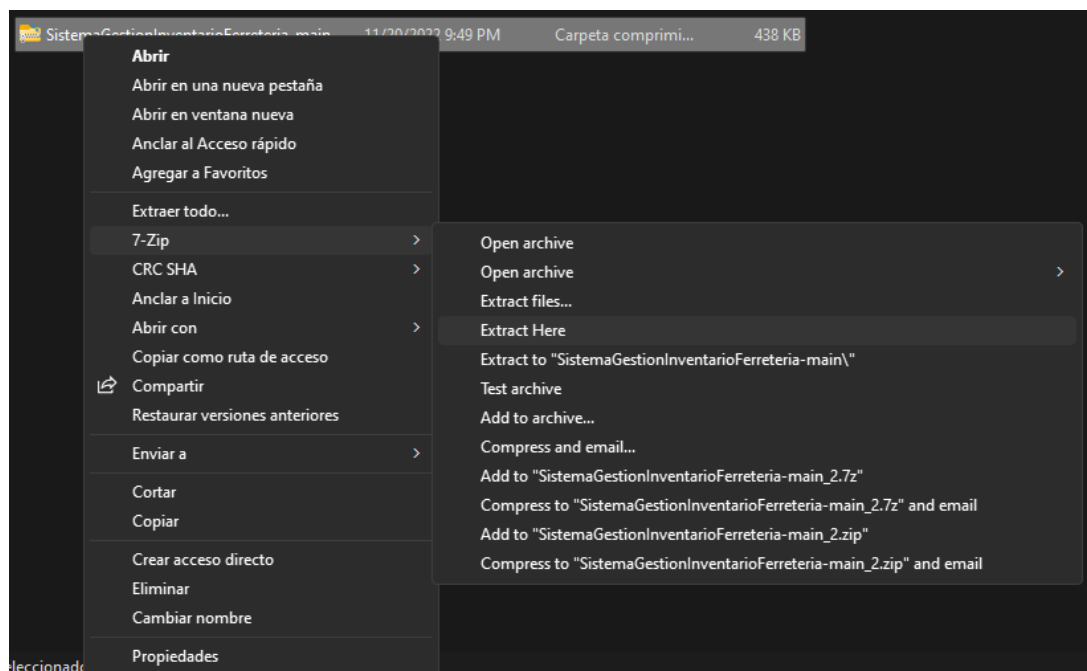 SistemaGestionInventarioFerreteria-main 11/20/2022 9:49 PM Carpeta comprimi... 438 KB
Abrir
Abrir en una nueva pestaña
Abrir en ventana nueva
Anclar al Acceso rápido
Agregar a Favoritos
Extraer todo...
7-Zip
CRC SHA
Anclar a Inicio
Abrir con
Copiar como ruta de acceso
Compartir
Restaurar versiones anteriores
Enviar a
Cortar
Copiar
Crear acceso directo
Eliminar
Cambiar nombre
Propiedades
Open archive
Open archive
Extract files...
Extract Here
Extract to "SistemaGestionInventarioFerreteria-main\"
Test archive
Add to archive...
Compress and email...
Add to "SistemaGestionInventarioFerreteria-main_2.7z"
Compress to "SistemaGestionInventarioFerreteria-main_2.7z" and email
Add to "SistemaGestionInventarioFerreteria-main_2.zip"
Compress to "SistemaGestionInventarioFerreteria-main_2.zip" and email
eleccionad